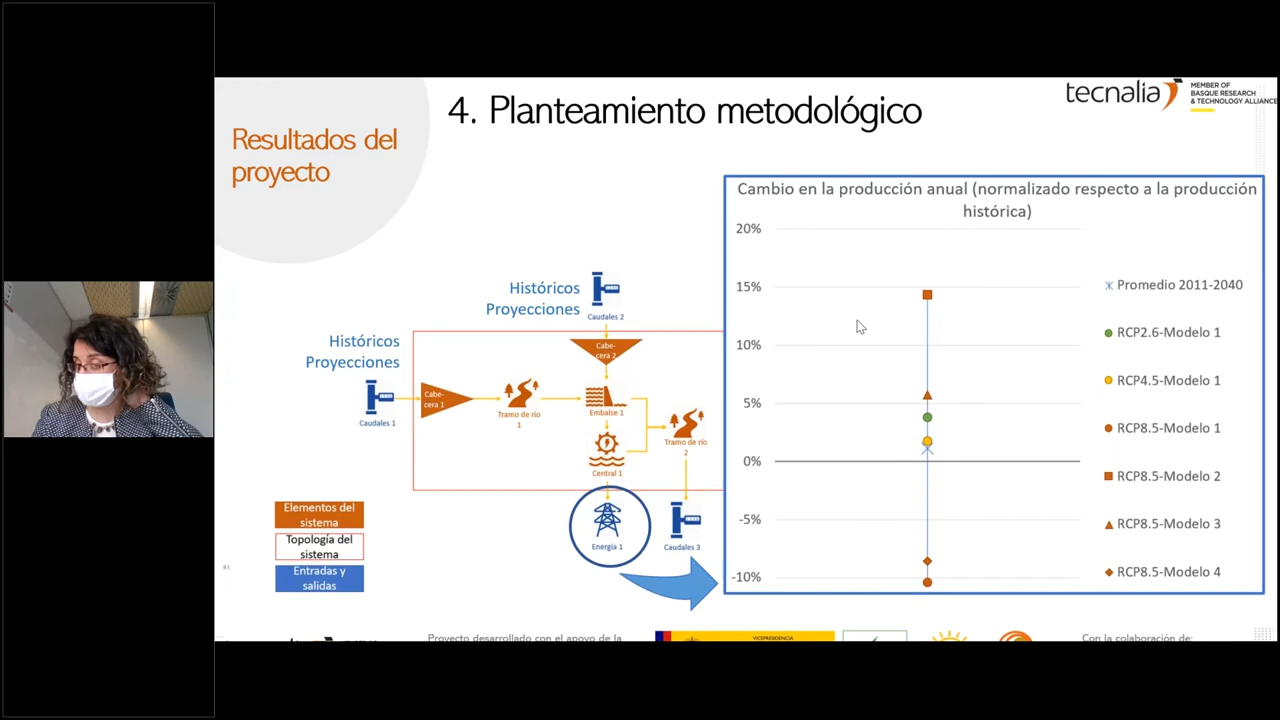 4. Planteamiento metodológico
tecnalia
MEMBER OF
BASQUE RESEARCH
& TECHNOLOGY ALLIANCE
Resultados del
proyecto
Históricos
Proyecciones
Caudales 2
Históricos
Proyecciones
Caudales 1
Cabe-
cera 1
Tramo de río
1
Cabe-
cera 2
Embalse 1
Central 1
Tramo de río
2
Energía 1
Caudales 3
Elementos del
sistema
Topología del
sistema
Entradas y
salidas
81
Cambio en la producción anual (normalizado respecto a la producción
histórica)
20%
15%
10%
5%
0%
-5%
-10%
Promedio 2011-2040
RCP2.6-Modelo 1
RCP4.5-Modelo 1
RCP8.5-Modelo 1
RCP8.5-Modelo 2
RCP8.5-Modelo 3
RCP8.5-Modelo 4
Proyecto desarrollado con el apoyo de la
VICEPRESIDENCIA
Con la colaboración de: